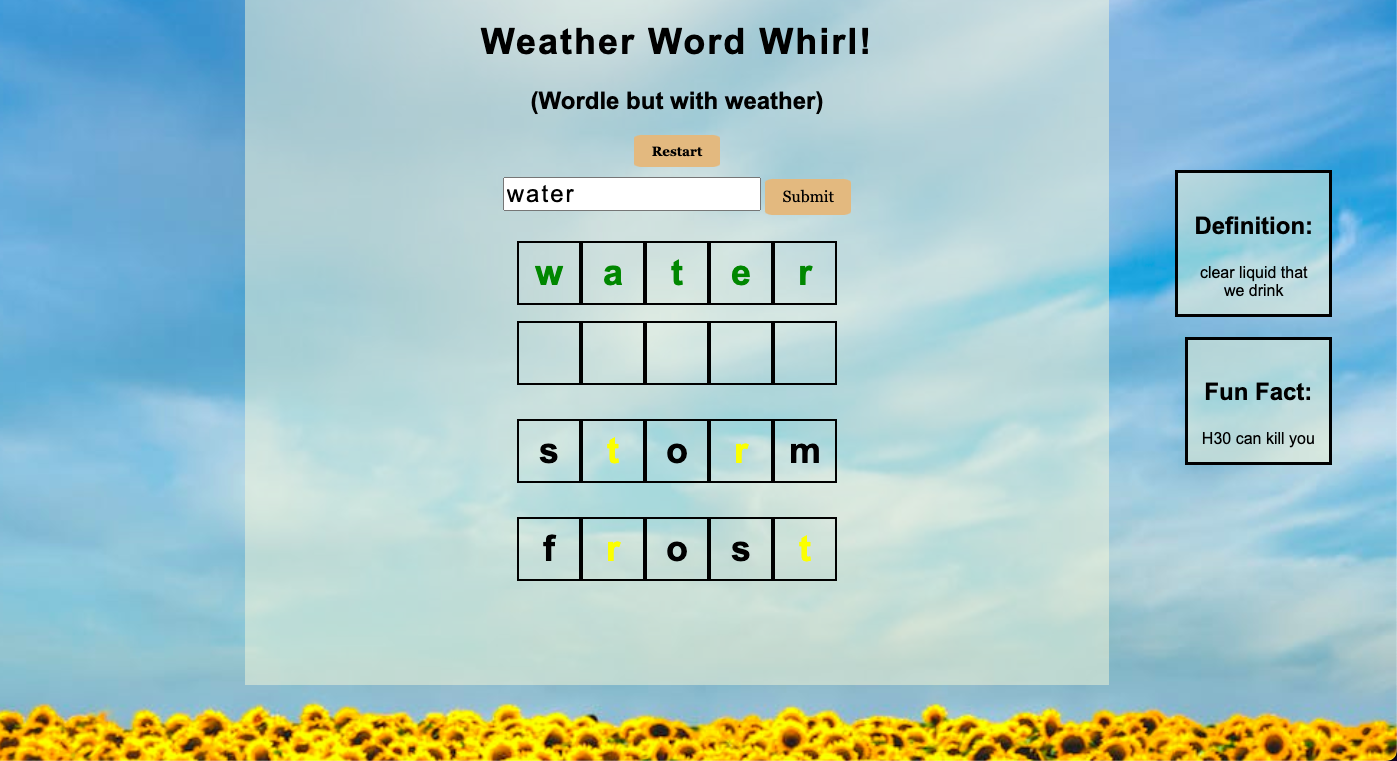 Weather Word Whirl!
(Wordle but with weather)
Restart
water Submit
w a t e r
s t o r m
f r o s t
Definition:
clear liquid that
we drink
Fun Fact:
H30 can kill you